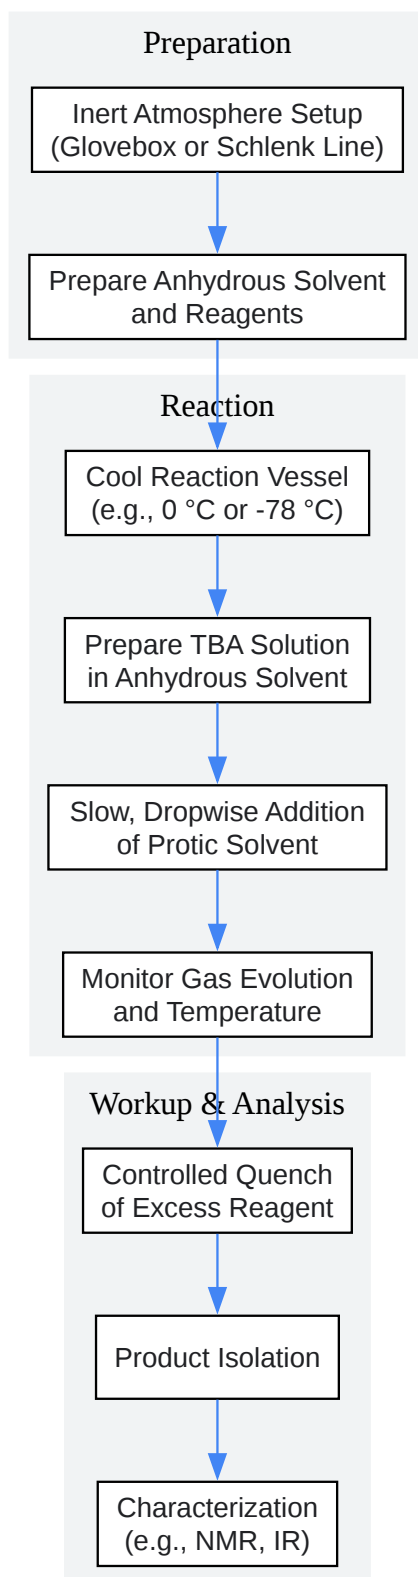 Preparation
Inert Atmosphere Setup
(Glovebox or Schlenk Line)
Prepare Anhydrous Solvent
and Reagents
Reaction
Cool Reaction Vessel
(e.g., 0 °C or -78 °C)
Prepare TBA Solution
in Anhydrous Solvent
Slow, Dropwise Addition
of Protic Solvent
Monitor Gas Evolution
and Temperature
Workup & Analysis
Controlled Quench
of Excess Reagent
Product Isolation
Characterization
(e.g., NMR, IR)